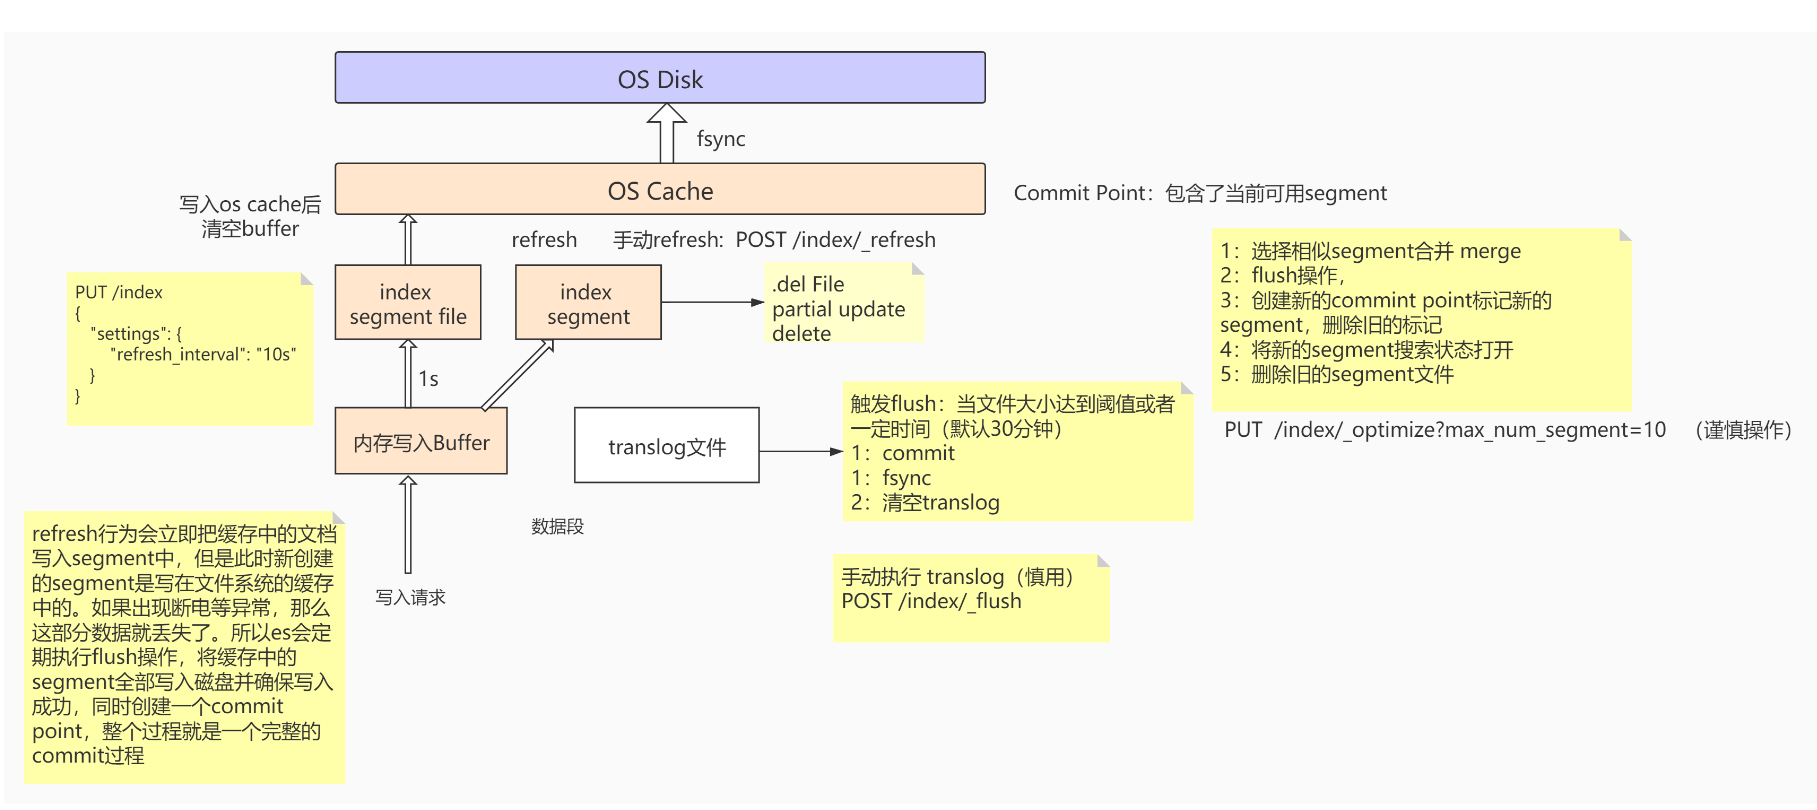 OS Disk
fsync
OS Cache
写入os cache后
清空buffer
Commit Point：包含了当前可用segment
refresh
手动refresh: POST /index/_refresh
PUT /index
{
"settings": {
"refresh_interval": "10s"
}
}
index
segment file
index
segment
.del File
partial update
delete
1：选择相似segment合并 merge
2：flush操作，
3：创建新的commint point标记新的
segment，删除旧的标记
4：将新的segment搜索状态打开
5：删除旧的segment文件
1s
内存写入Buffer
translog文件
触发flush：当文件大小达到阈值或者
一定时间（默认30分钟）
1：commit
1：fsync
2：清空translog
PUT /index/_optimize?max_num_segment=10 （谨慎操作）
数据段
写入请求
refresh行为会立即把缓存中的文档
写入segment中，但是此时新创建
的segment是写在文件系统的缓存
中的。如果出现断电等异常，那么
这部分数据就丢失了。所以es会定
期执行flush操作，将缓存中的
segment全部写入磁盘并确保写入
成功，同时创建一个commit
point，整个过程就是一个完整的
commit过程
手动执行 translog（慎用）
POST /index/_flush